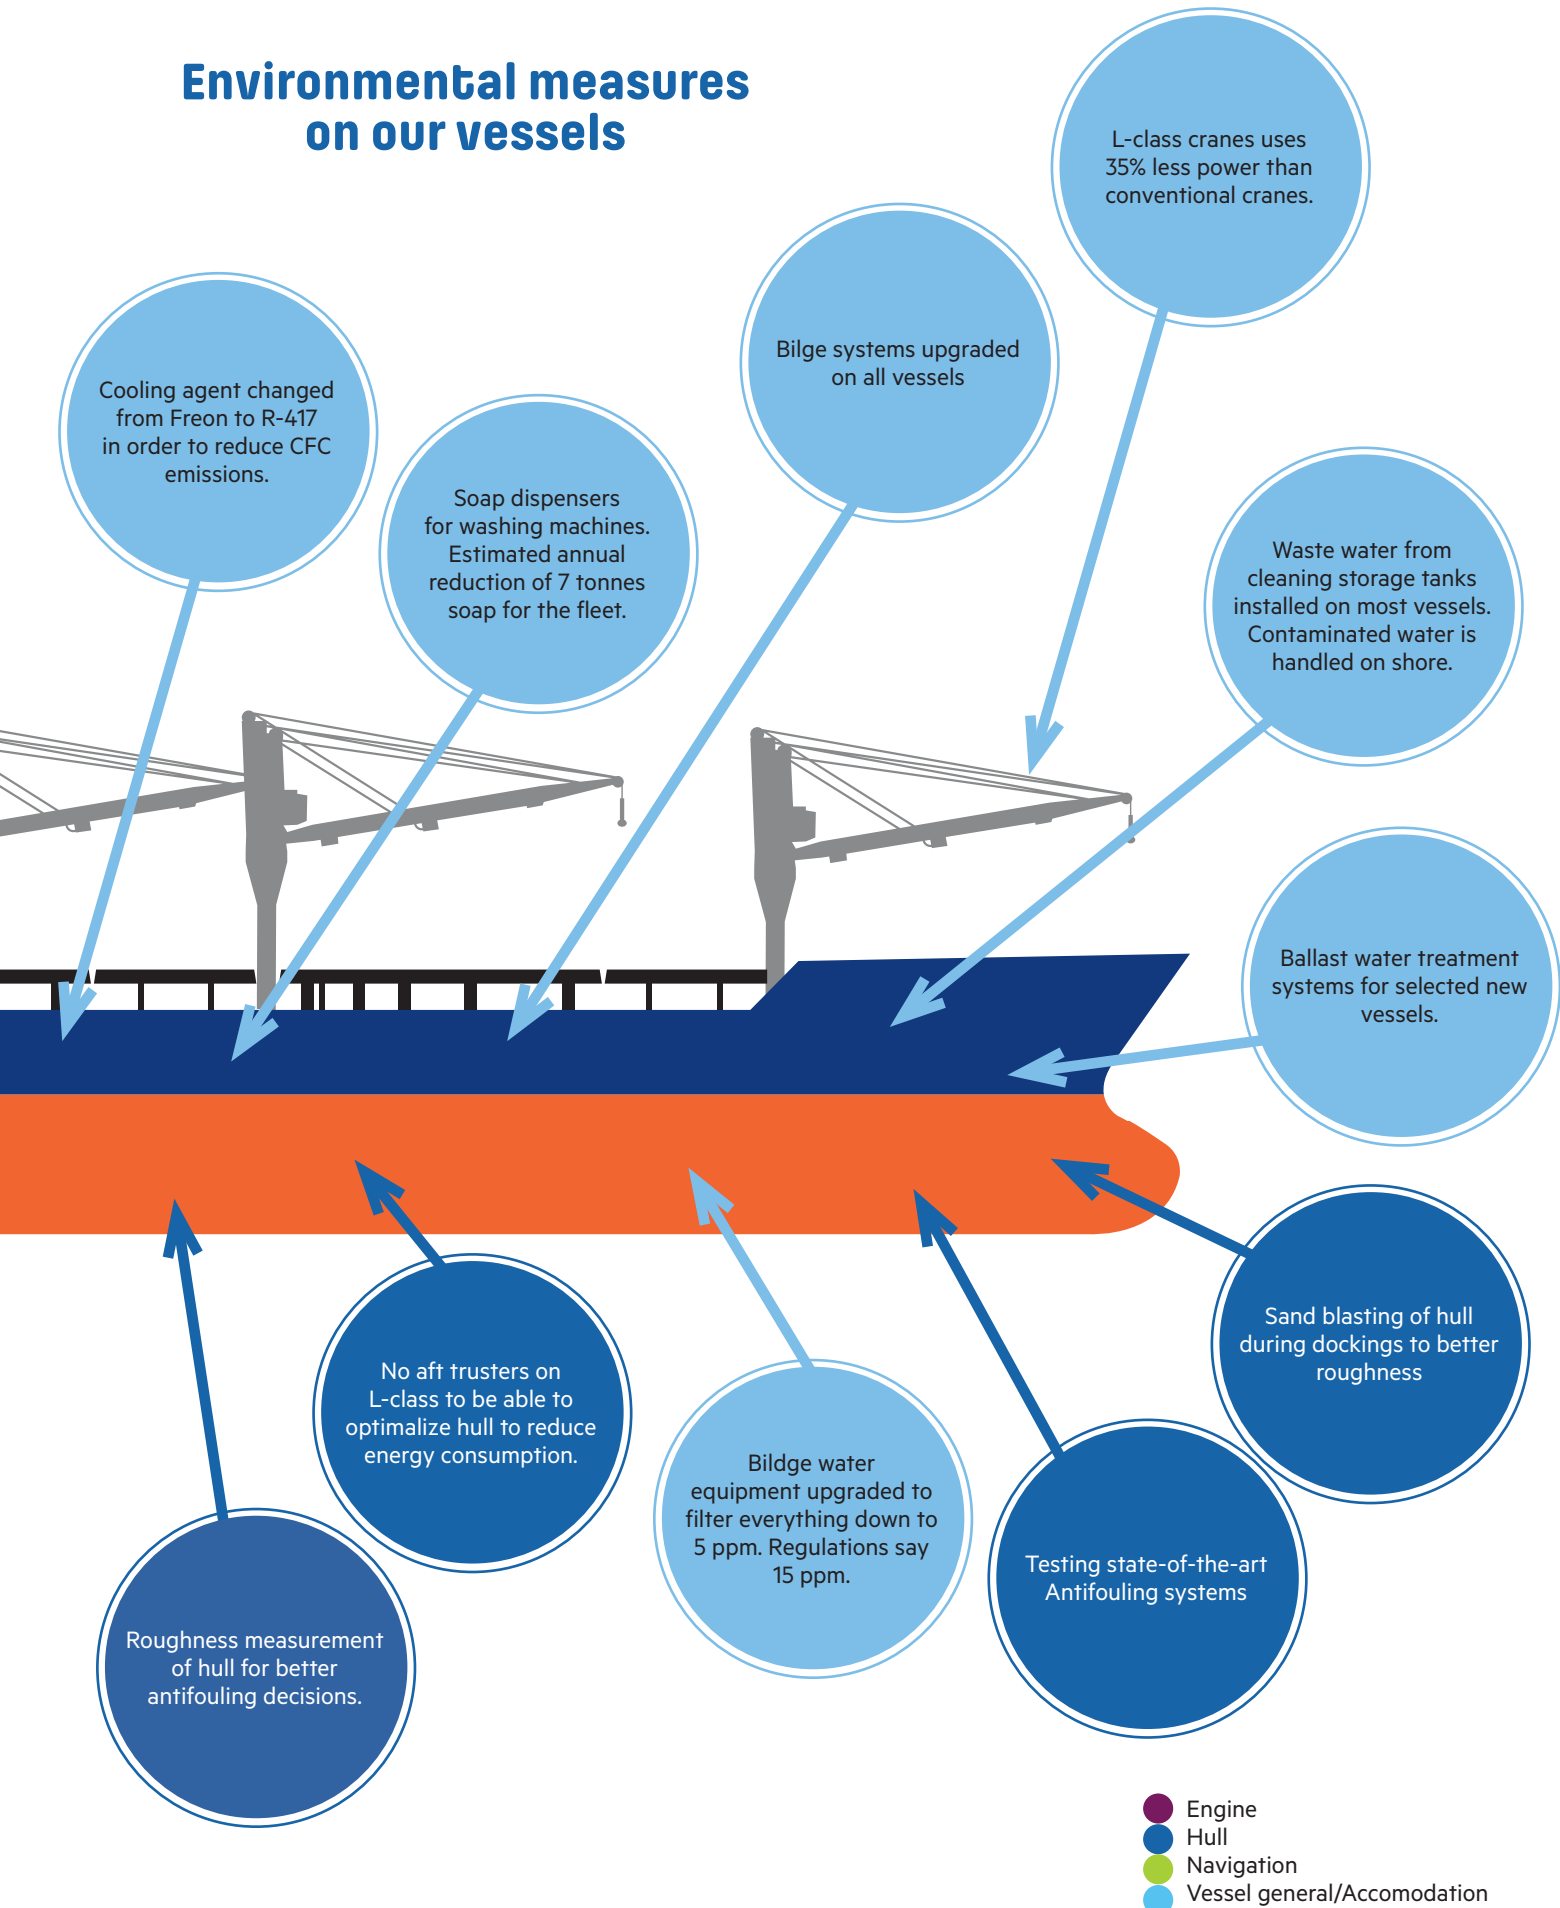 Environmental measures
on our vessels
L-class cranes uses
35% less power than
conventional cranes.
Bilge systems upgraded
on all vessels
Cooling agent changed
from Freon to R-417
in order to reduce CFC
emissions.
Soap dispensers
for washing machines.
Estimated annual
reduction of 7 tonnes
soap for the fleet.
Waste water from
cleaning storage tanks
installed on most vessels.
Contaminated water is
handled on shore.
Ballast water treatment
systems for selected new
vessels.
Sand blasting of hull
during dockings to better
roughness
No aft trusters on
L-class to be able to
optimalize hull to reduce
energy consumption.
Bildge water
equipment upgraded to
filter everything down to
5 ppm. Regulations say
15 ppm.
Testing state-of-the-art
Antifouling systems
Roughness measurement
of hull for better
antifouling decisions.
Engine
Hull
Navigation
Vessel general/Accomodation